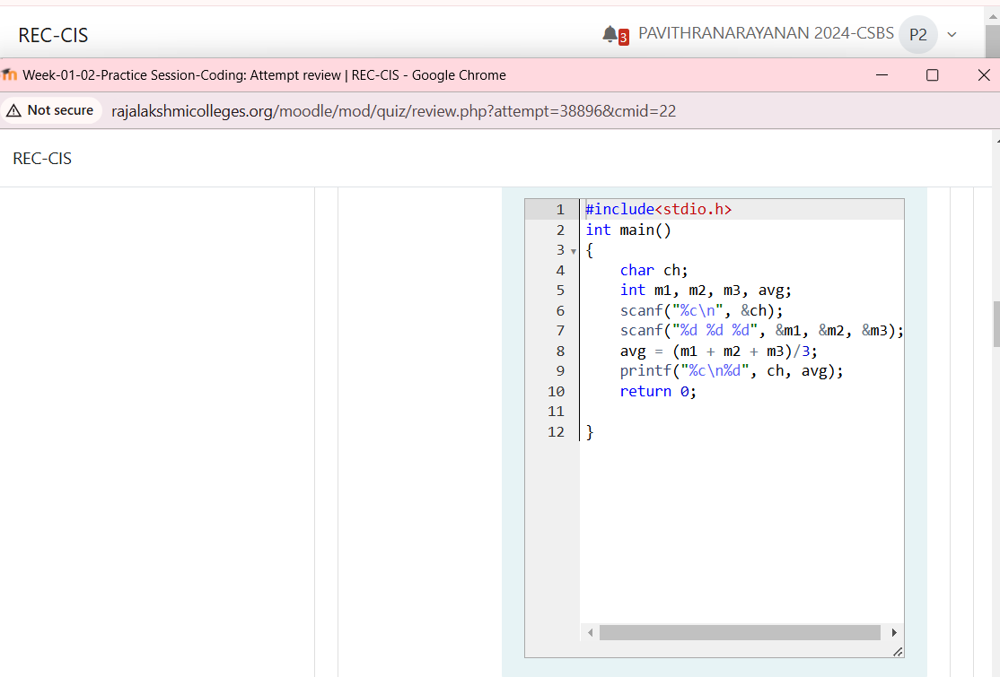 REC-CIS
3 PAVITHRANARAYANAN 2024-CSBS P2
Week-01-02-Practice Session-Coding: Attempt review | REC-CIS - Google Chrome
Not secure rajalakshmicolleges.org/moodle/mod/quiz/review.php?attempt=38896&cmid=22
REC-CIS
1 #include<stdio.h>
2 int main()
3 {
4 char ch;
5 int m1, m2, m3, avg;
6 scanf("%c\n", &ch);
7 scanf("%d %d %d", &m1, &m2, &m3);
8 avg = (m1 + m2 + m3)/3;
9 printf("%c\n%d", ch, avg);
10 return 0;
11
12 }